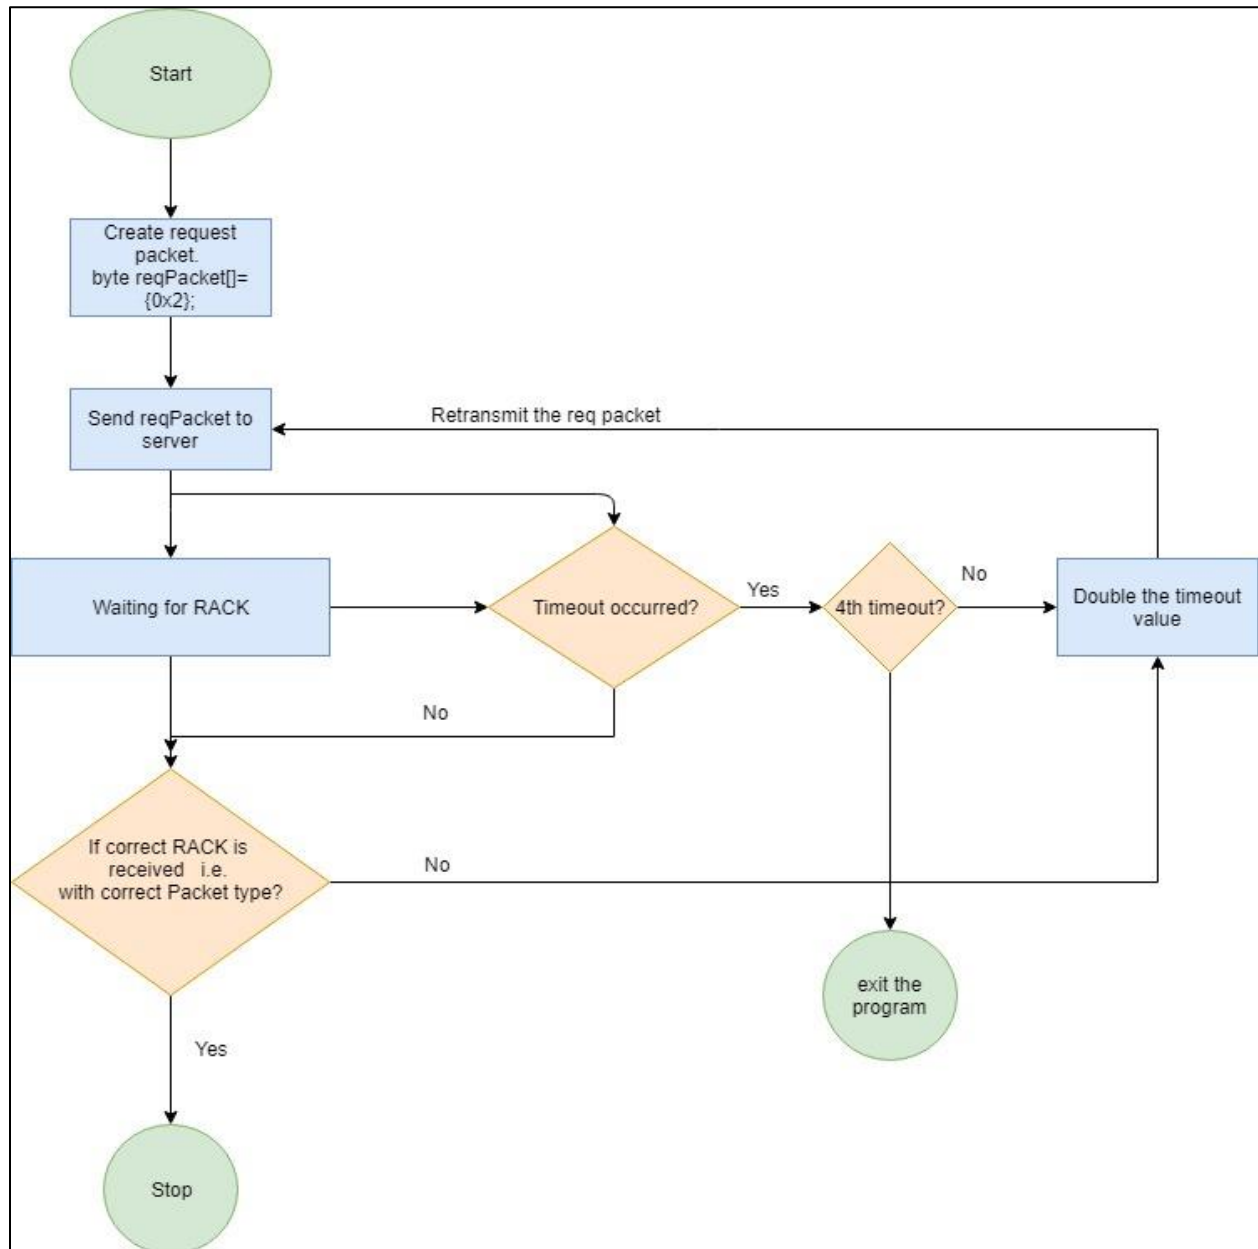 Start
Create request
packet.
byte reqPacket[]=
{0x2};
Send reqPacket to
server
Retransmit the req packet
Waiting for RACK
Timeout occurred?
Yes
4th timeout?
No
Double the timeout
value
No
If correct RACK is
received i.e.
with correct Packet type?
No
exit the
program
Yes
Stop